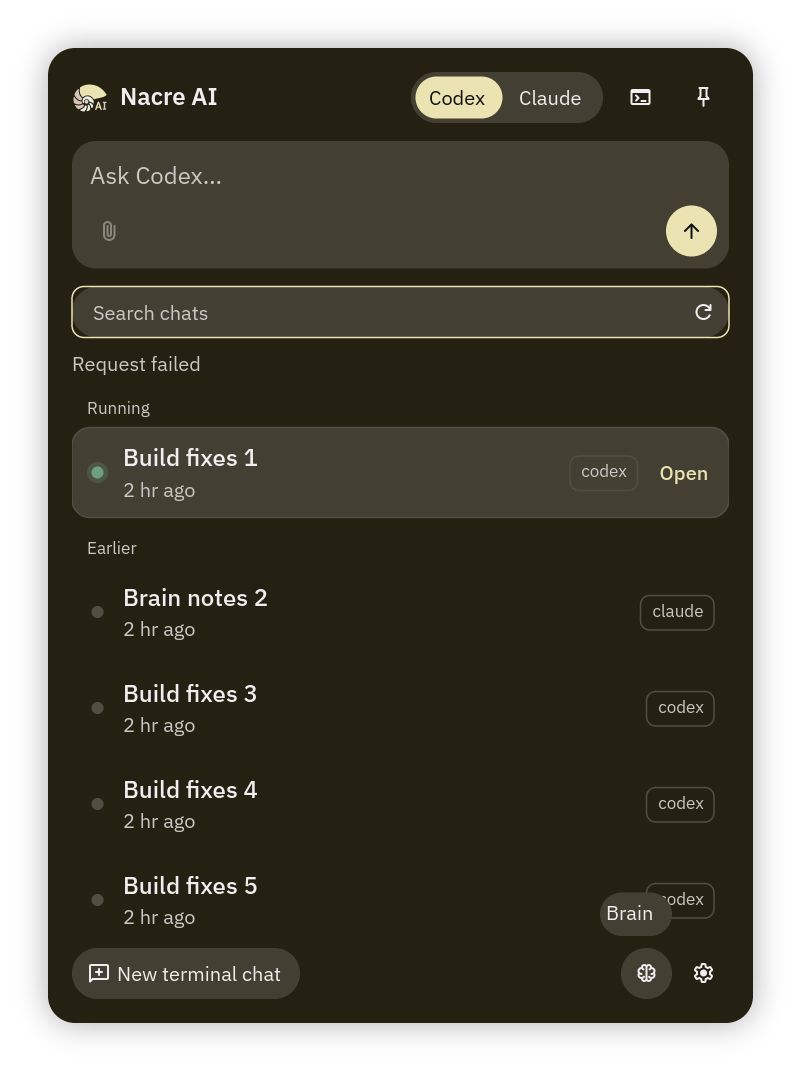 AI
Nacre AI
Codex
Claude
Ask Codex...
Search chats
Request failed
Running
Build fixes 1
2 hr ago
codex
Open
Earlier
Brain notes 2
2 hr ago
claude
Build fixes 3
2 hr ago
codex
Build fixes 4
2 hr ago
codex
Build fixes 5
2 hr ago
codex
Brain
New terminal chat